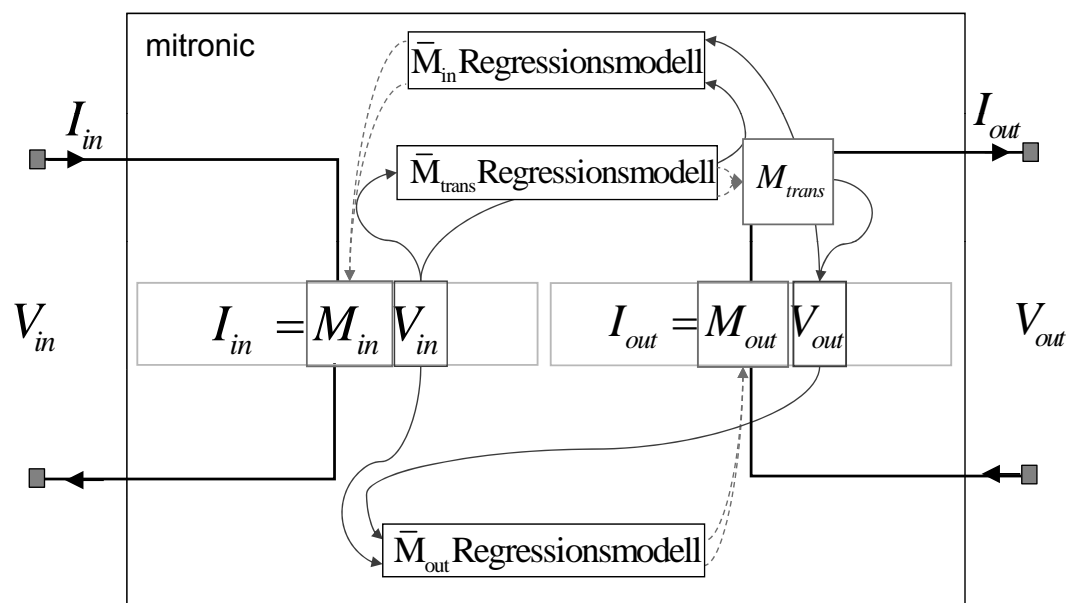 mitronic
M̄in Regressionsmodell
Iin
Iout
M̄trans Regressionsmodell
Mtrans
Vin
Iin = Min Vin
Iout = Mout Vout
Vout
M̄out Regressionsmodell